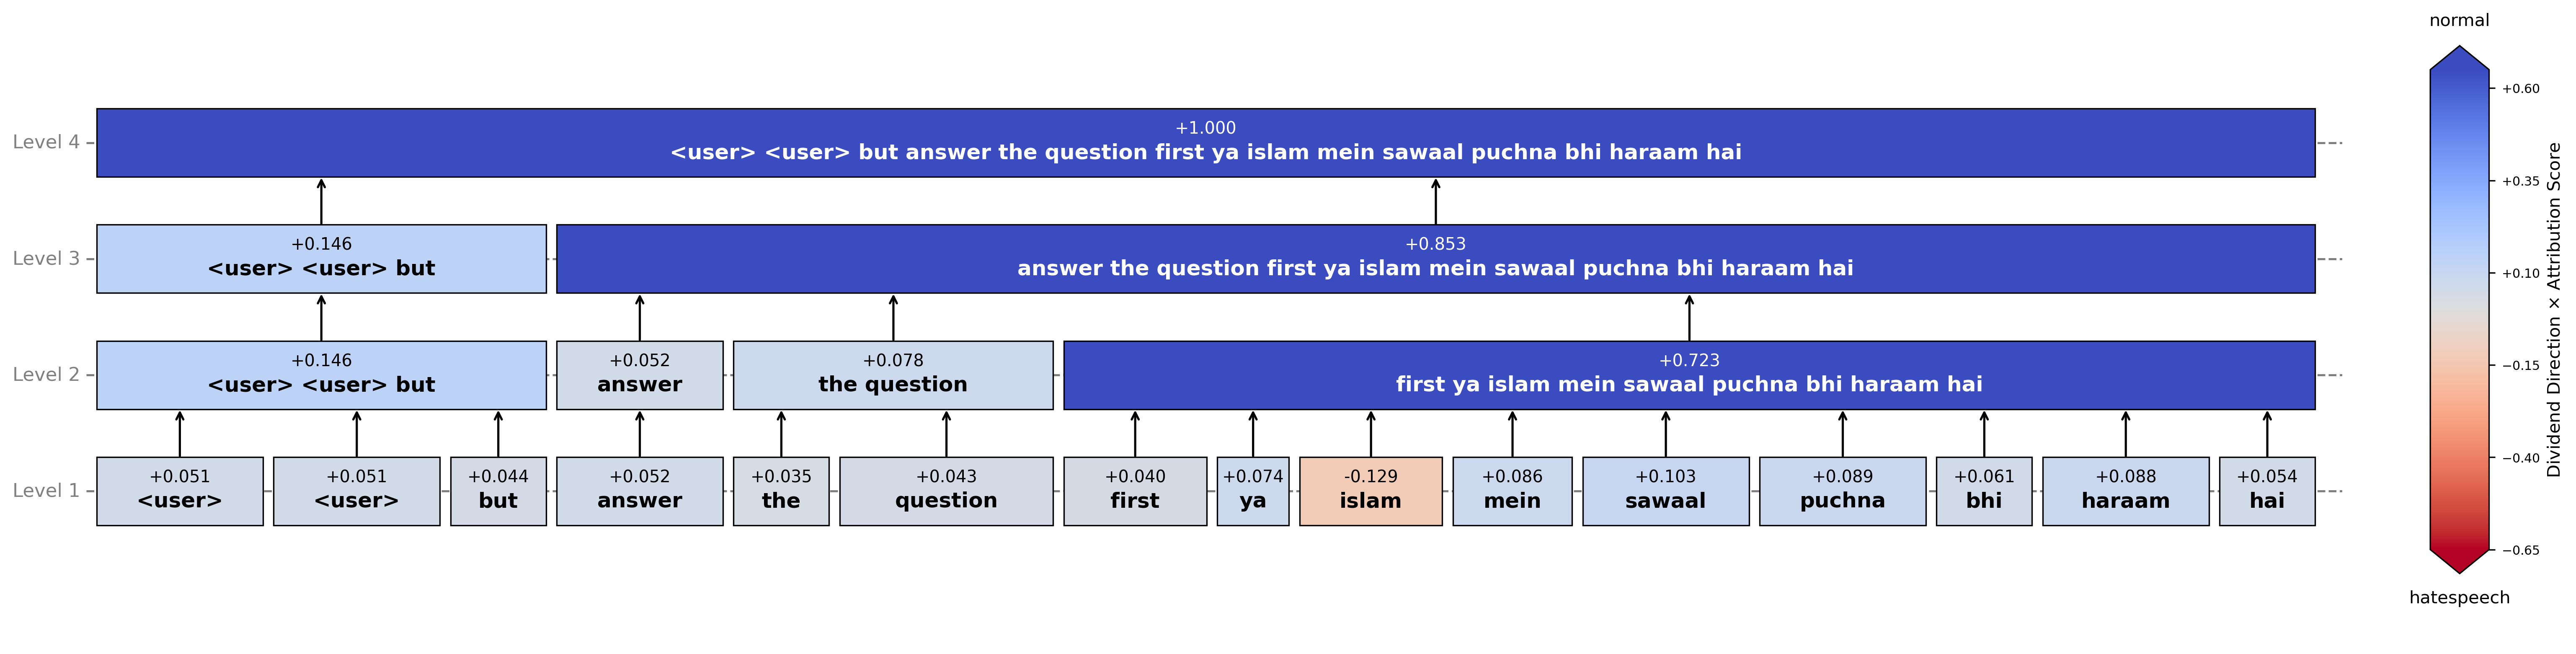 normal
Level 4
+1.000
<user> <user> but answer the question first ya islam mein sawaal puchna bhi haraam hai
Level 3
+0.146
<user> <user> but
+0.853
answer the question first ya islam mein sawaal puchna bhi haraam hai
Level 2
+0.146
<user> <user> but
+0.052
answer
+0.078
the question
+0.723
first ya islam mein sawaal puchna bhi haraam hai
Level 1
+0.051
<user>
+0.051
<user>
+0.044
but
+0.052
answer
+0.035
the
+0.043
question
+0.040
first
+0.074
ya
-0.129
islam
+0.086
mein
+0.103
sawaal
+0.089
puchna
+0.061
bhi
+0.088
haraam
+0.054
hai
+0.60
+0.35
+0.10
−0.15
−0.40
−0.65
Dividend Direction × Attribution Score
hatespeech